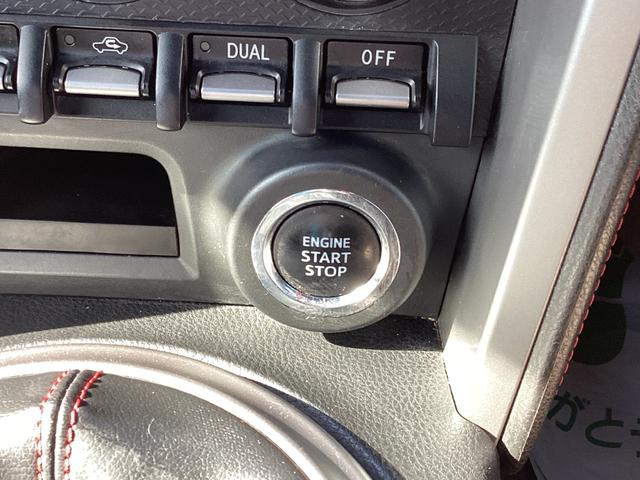 DUAL
OFF
ENGINE
START
STOP
がと